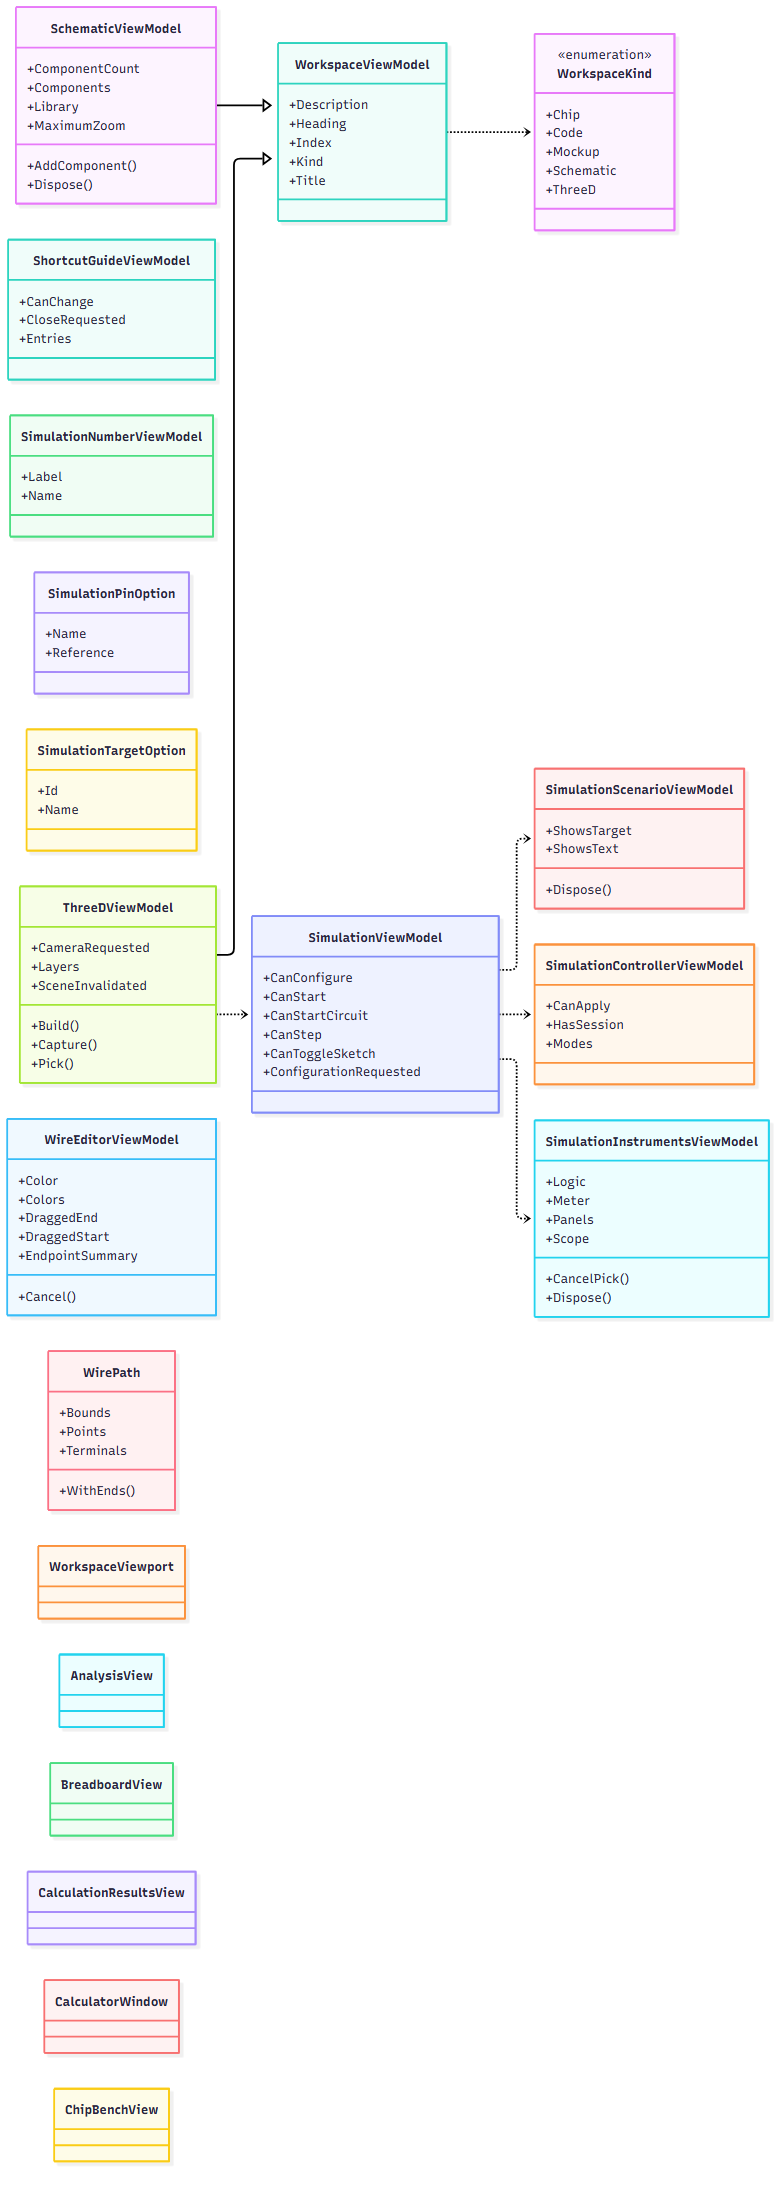 SchematicViewModel
+ComponentCount
+Components
+Library
+MaximumZoom
+AddComponent()
+Dispose()
WorkspaceViewModel
+Description
+Heading
+Index
+Kind
+Title
«enumeration»
WorkspaceKind
+Chip
+Code
+Mockup
+Schematic
+ThreeD
ShortcutGuideViewModel
+CanChange
+CloseRequested
+Entries
SimulationNumberViewModel
+Label
+Name
SimulationPinOption
+Name
+Reference
SimulationTargetOption
+Id
+Name
ThreeDViewModel
+CameraRequested
+Layers
+SceneInvalidated
+Build()
+Capture()
+Pick()
SimulationViewModel
+CanConfigure
+CanStart
+CanStartCircuit
+CanStep
+CanToggleSketch
+ConfigurationRequested
SimulationScenarioViewModel
+ShowsTarget
+ShowsText
+Dispose()
SimulationControllerViewModel
+CanApply
+HasSession
+Modes
SimulationInstrumentsViewModel
+Logic
+Meter
+Panels
+Scope
+CancelPick()
+Dispose()
WireEditorViewModel
+Color
+Colors
+DraggedEnd
+DraggedStart
+EndpointSummary
+Cancel()
WirePath
+Bounds
+Points
+Terminals
+WithEnds()
WorkspaceViewport
AnalysisView
BreadboardView
CalculationResultsView
CalculatorWindow
ChipBenchView